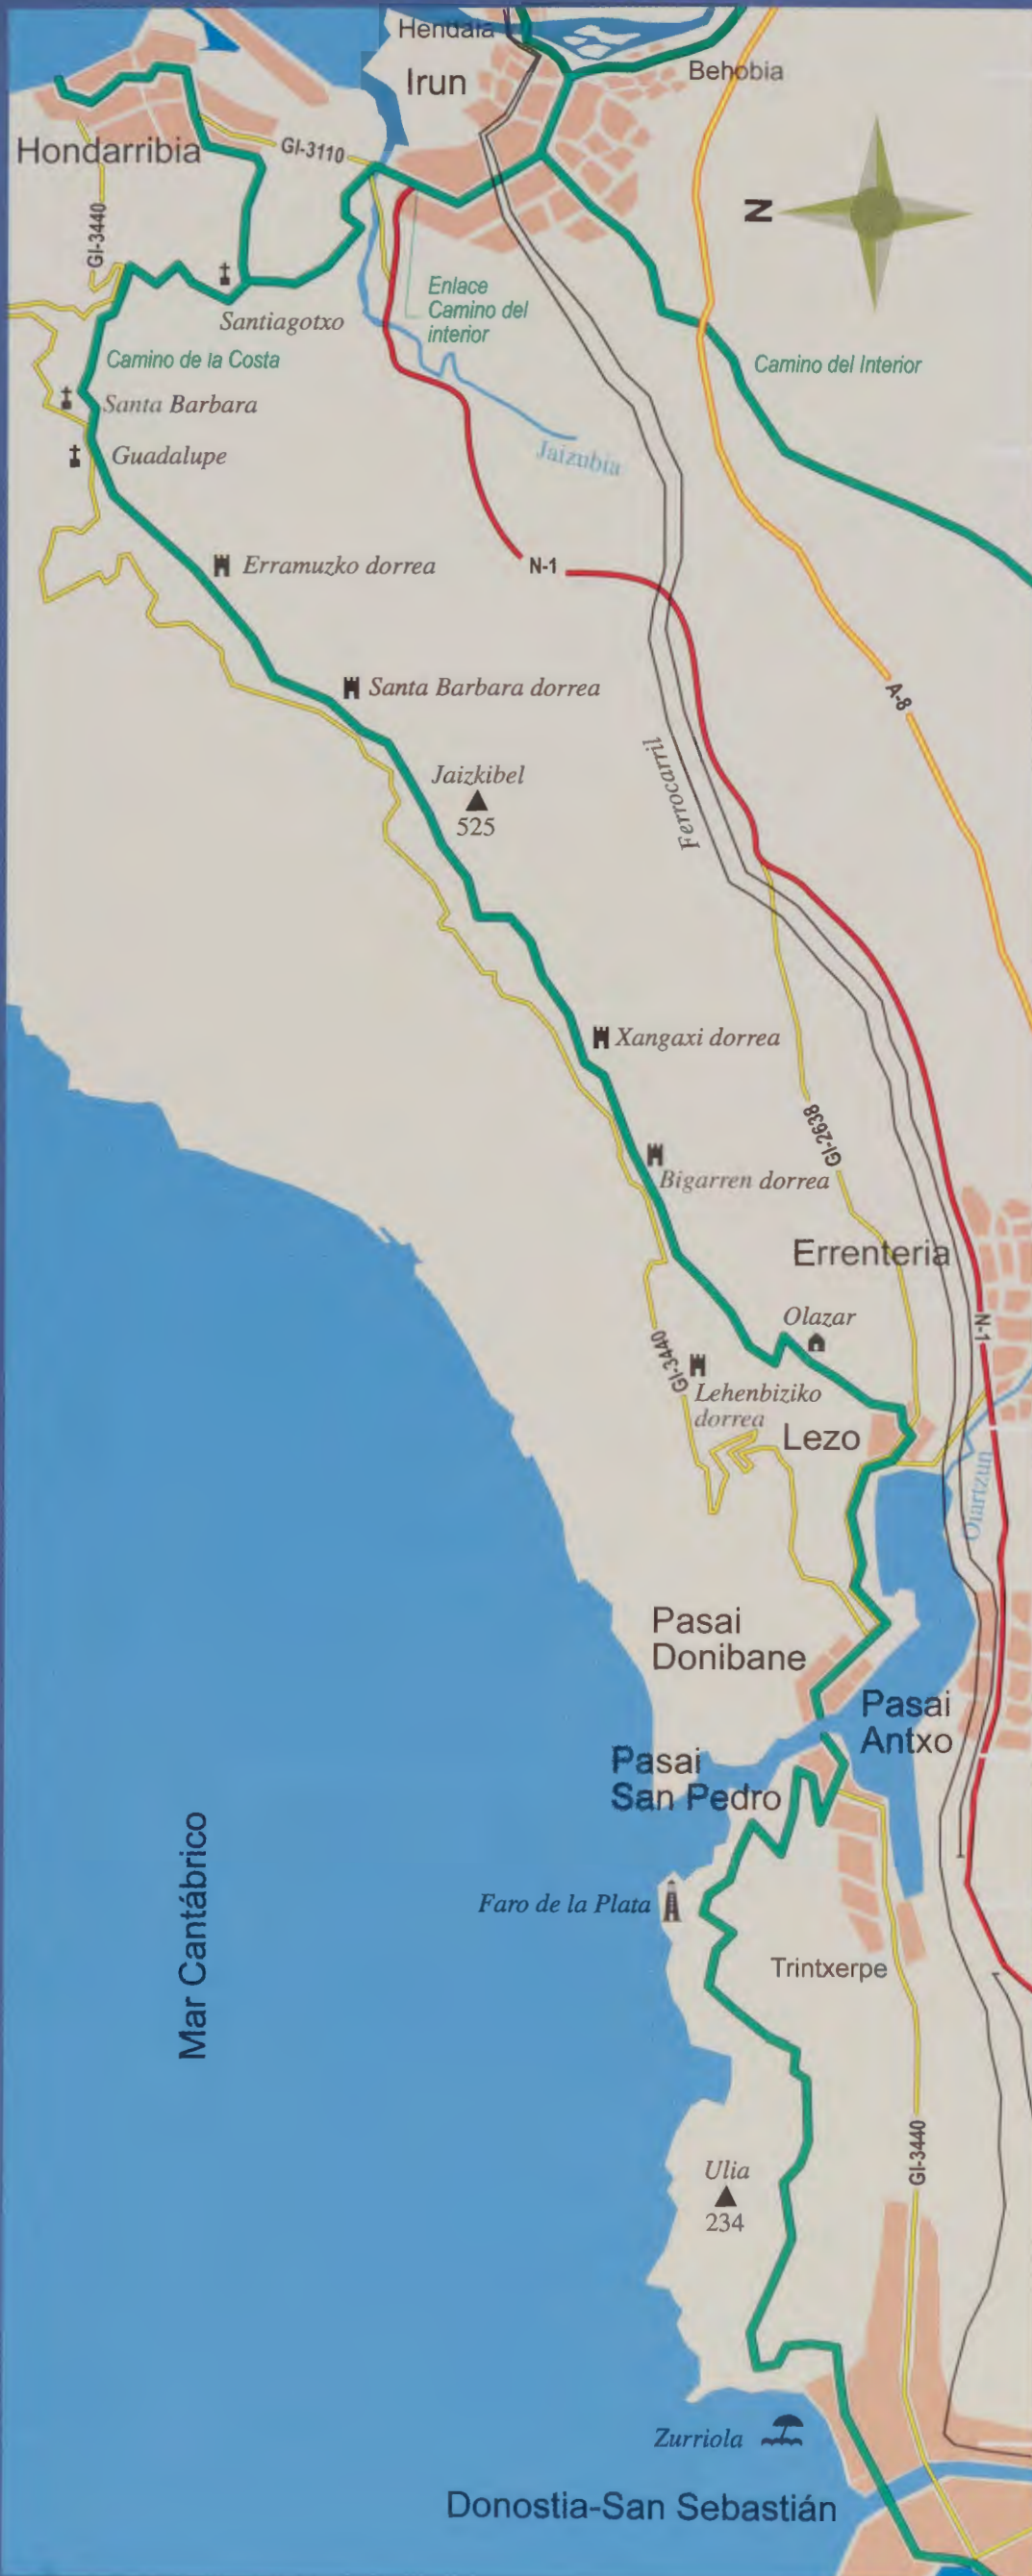 Hendaia
Irun
Behobia
Hondarribia
GI-3110
N
GI-3440
Enlace
Camino del
interior
Santiagotxo
Camino de la Costa
Camino del Interior
Santa Barbara
Guadalupe
Jaizubia
Erramuzko dorrea
N-1
Santa Barbara dorrea
A-8
Jaizkibel
525
Ferrocarril
Xangaxi dorrea
GI-2638
Bigarren dorrea
Errenteria
Olazar
N-1
GI-3440
Lehenbiziko
dorrea
Lezo
Oiartzun
Pasai
Donibane
Pasai
Antxo
Pasai
San Pedro
Mar Cantábrico
Faro de la Plata
Trintxerpe
GI-3440
Ulia
234
Zurriola
Donostia-San Sebastián